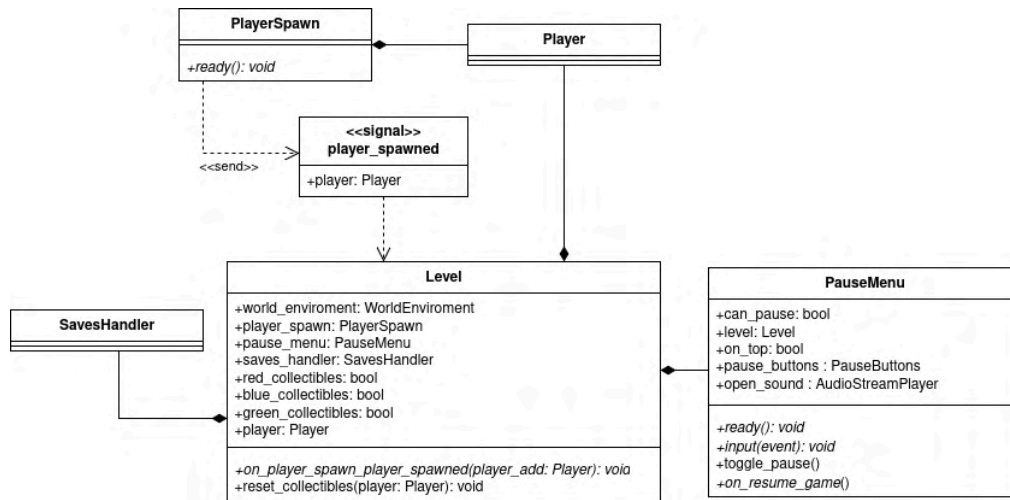 PlayerSpawn
+ready(): void
Player
<<signal>>
player_spawned
+player: Player
<<send>>
Level
+world_enviroment: WorldEnviroment
+player_spawn: PlayerSpawn
+pause_menu: PauseMenu
+saves_handler: SavesHandler
+red_collectibles: bool
+blue_collectibles: bool
+green_collectibles: bool
+player: Player
+on_player_spawn_player_spawned(player_add: Player): void
+reset_collectibles(player: Player): void
SavesHandler
PauseMenu
+can_pause: bool
+level: Level
+on_top: bool
+pause_buttons : PauseButtons
+open_sound : AudioStreamPlayer
+ready(): void
+input(event): void
+toggle_pause()
+on_resume_game()